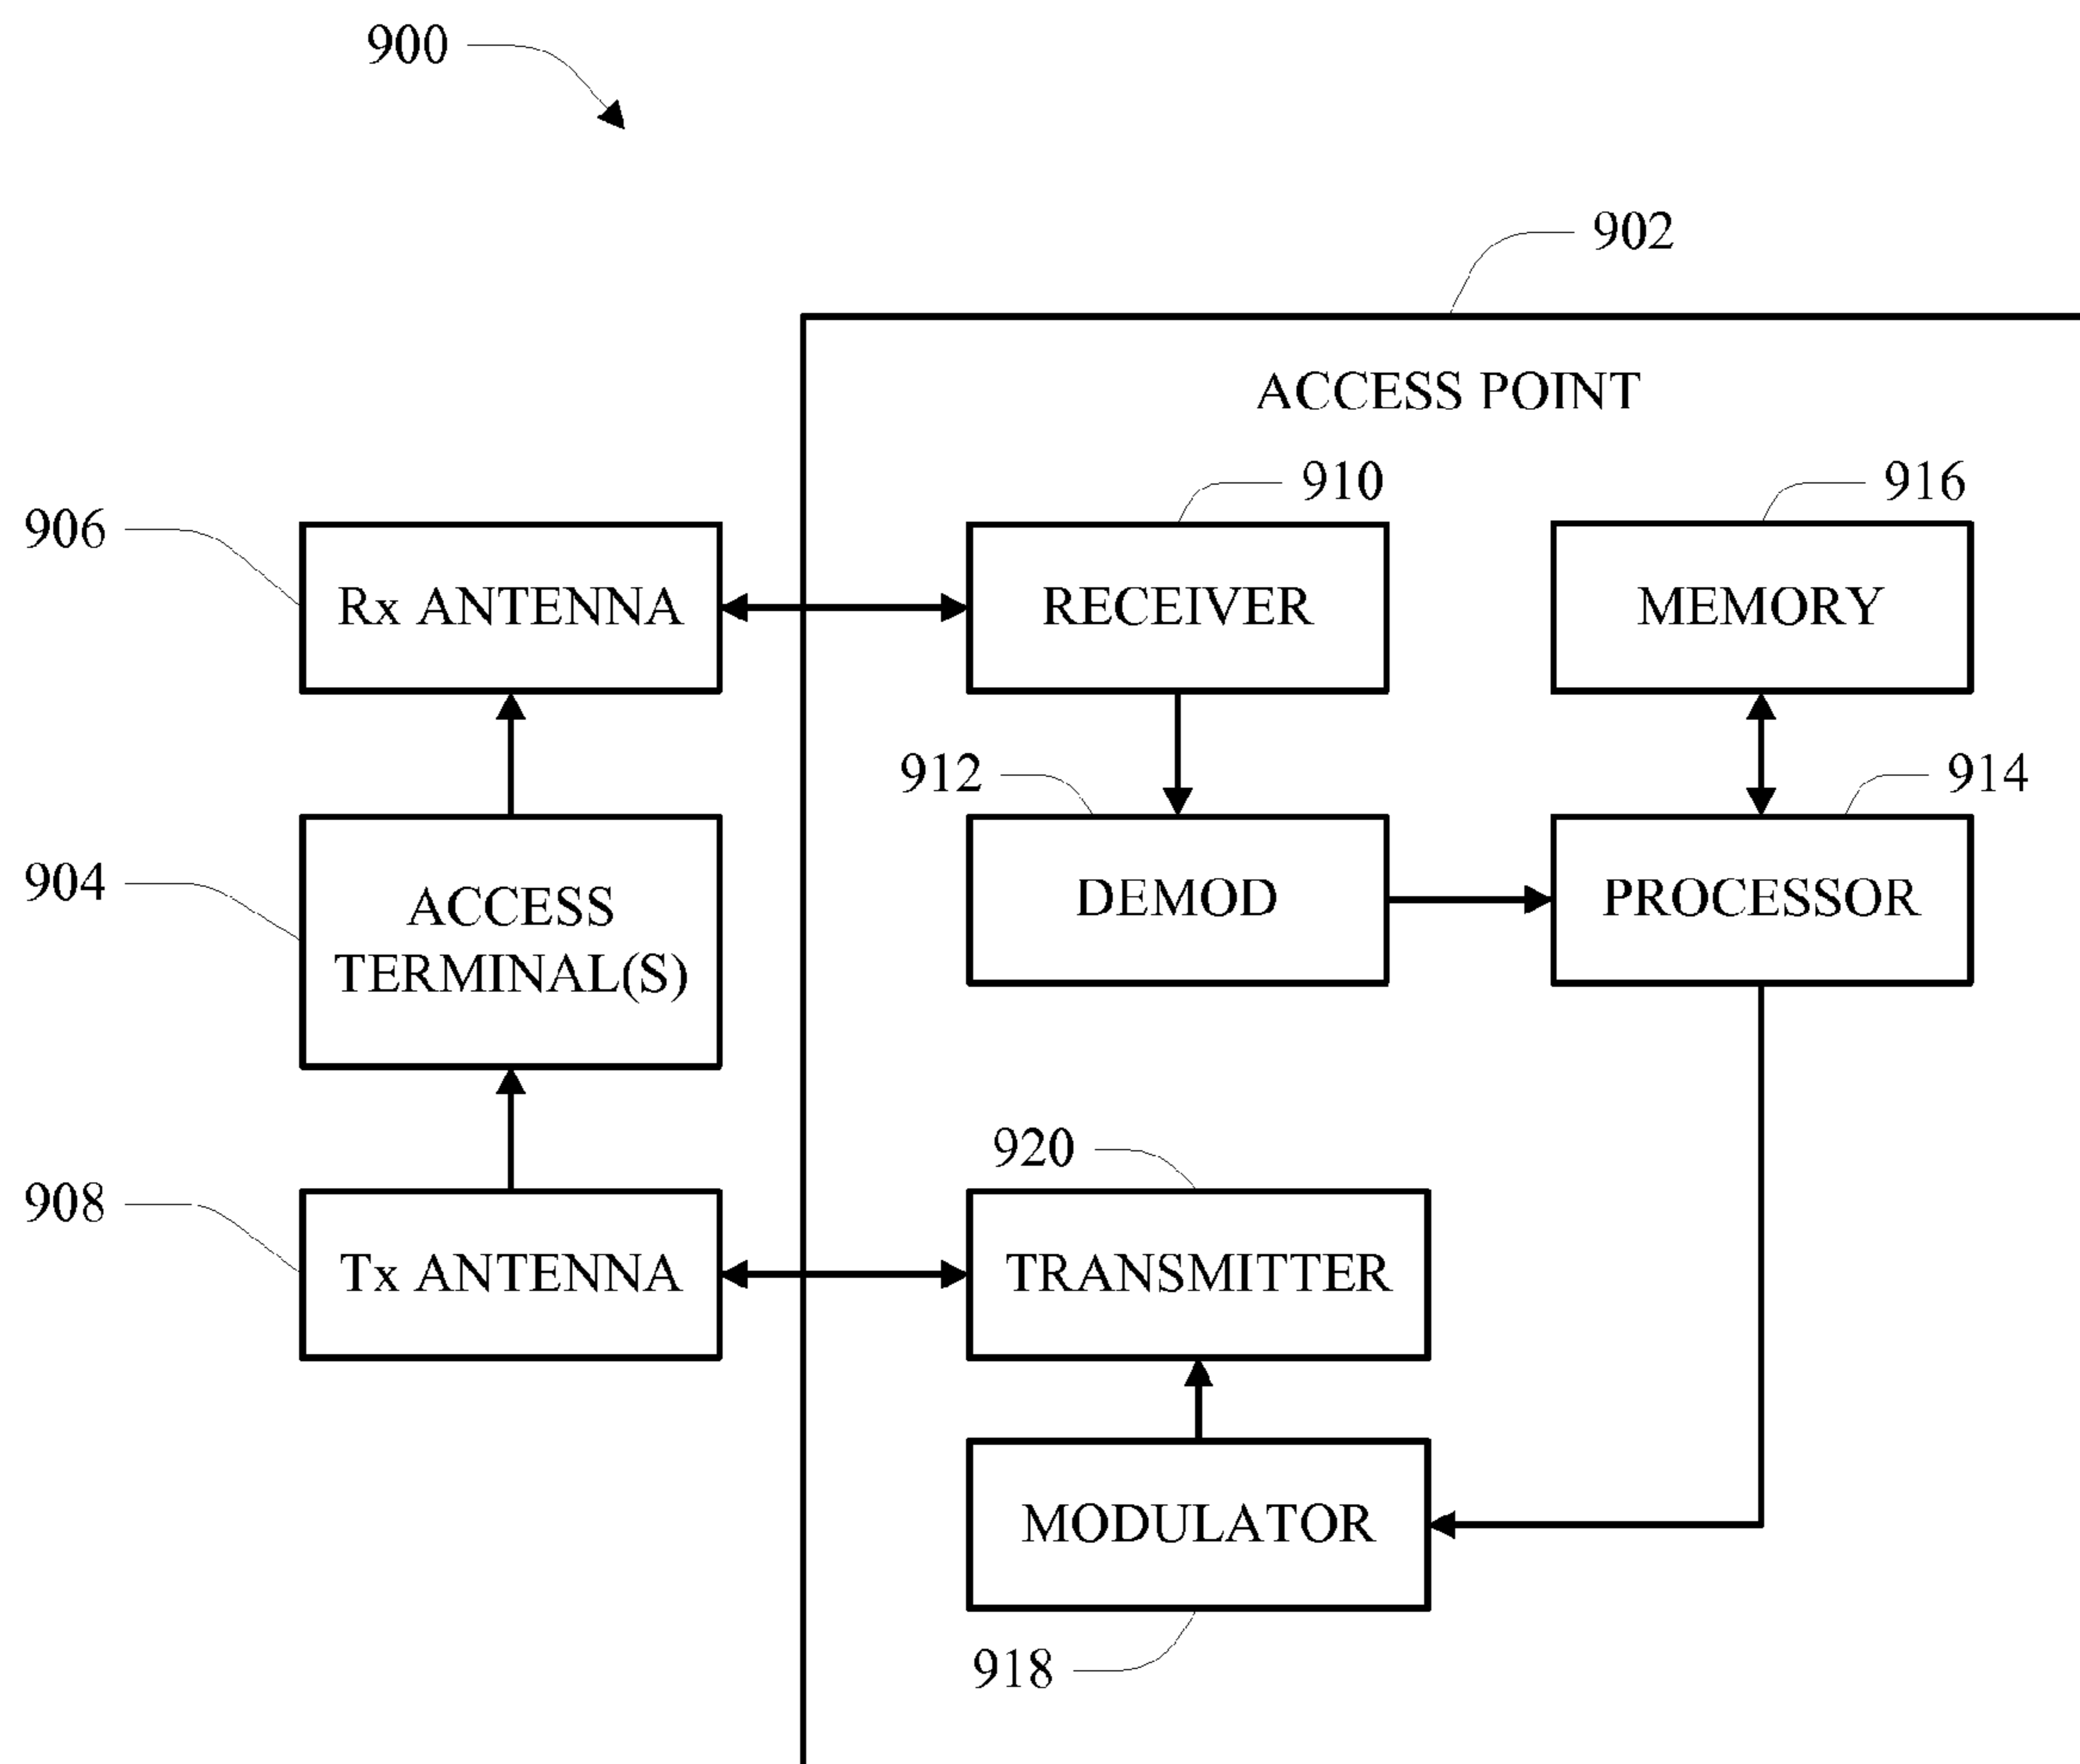 900
902
ACCESS POINT
910
916
906
Rx ANTENNA
RECEIVER
MEMORY
912
914
904
ACCESS
TERMINAL(S)
DEMOD
PROCESSOR
920
908
Tx ANTENNA
TRANSMITTER
MODULATOR
918